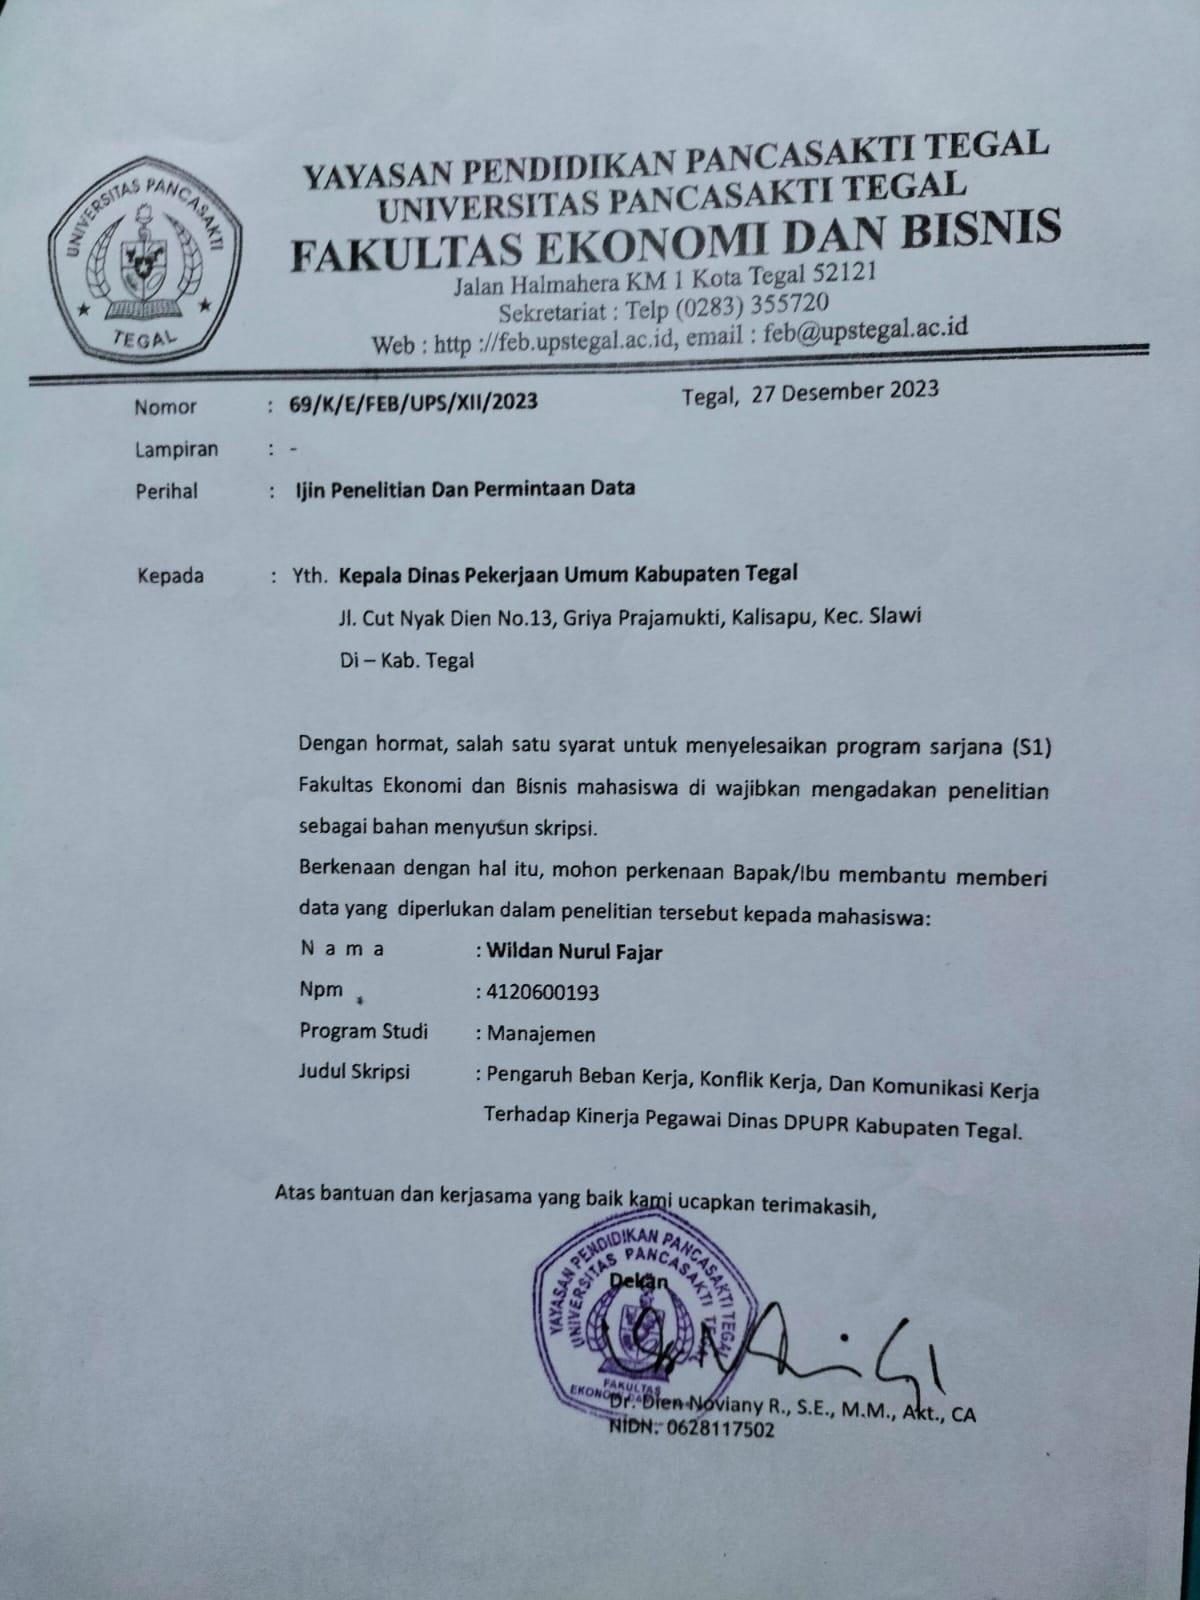 UNIVERSITAS PANCASAKTI
TEGAL
YAYASAN PENDIDIKAN PANCASAKTI TEGAL
UNIVERSITAS PANCASAKTI TEGAL
FAKULTAS EKONOMI DAN BISNIS
Jalan Halmahera KM 1 Kota Tegal 52121
Sekretariat : Telp (0283) 355720
Web : http ://feb.upstegal.ac.id, email : feb@upstegal.ac.id
Nomor : 69/K/E/FEB/UPS/XII/2023 Tegal, 27 Desember 2023
Lampiran : -
Perihal : Ijin Penelitian Dan Permintaan Data
Kepada : Yth. Kepala Dinas Pekerjaan Umum Kabupaten Tegal
Jl. Cut Nyak Dien No.13, Griya Prajamukti, Kalisapu, Kec. Slawi
Di – Kab. Tegal
Dengan hormat, salah satu syarat untuk menyelesaikan program sarjana (S1)
Fakultas Ekonomi dan Bisnis mahasiswa di wajibkan mengadakan penelitian
sebagai bahan menyusun skripsi.
Berkenaan dengan hal itu, mohon perkenaan Bapak/Ibu membantu memberi
data yang diperlukan dalam penelitian tersebut kepada mahasiswa:
N a m a : Wildan Nurul Fajar
Npm : 4120600193
Program Studi : Manajemen
Judul Skripsi : Pengaruh Beban Kerja, Konflik Kerja, Dan Komunikasi Kerja
Terhadap Kinerja Pegawai Dinas DPUPR Kabupaten Tegal.
Atas bantuan dan kerjasama yang baik kami ucapkan terimakasih,
YAYASAN PENDIDIKAN PANCASAKTI TEGAL
UNIVERSITAS PANCASAKTI TEGAL
Dekan
FAKULTAS
Dr. Dien Noviany R., S.E., M.M., Akt., CA
NIDN: 0628117502